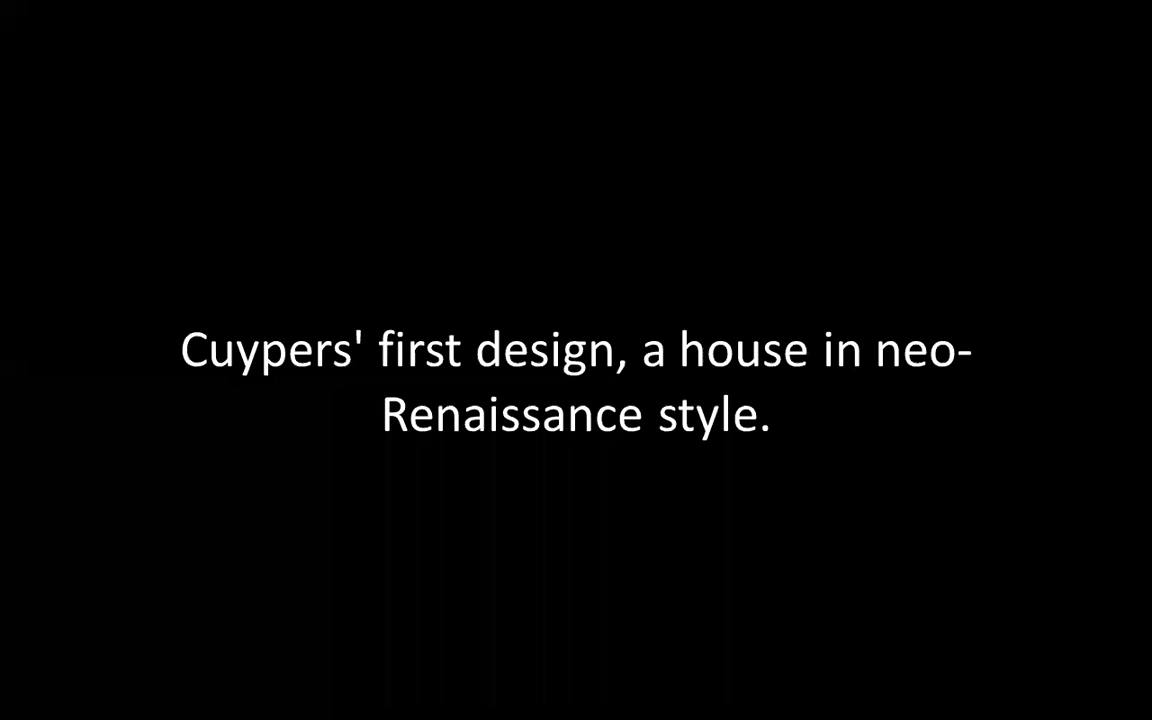 Cuypers' first design, a house in neo-
Renaissance style.